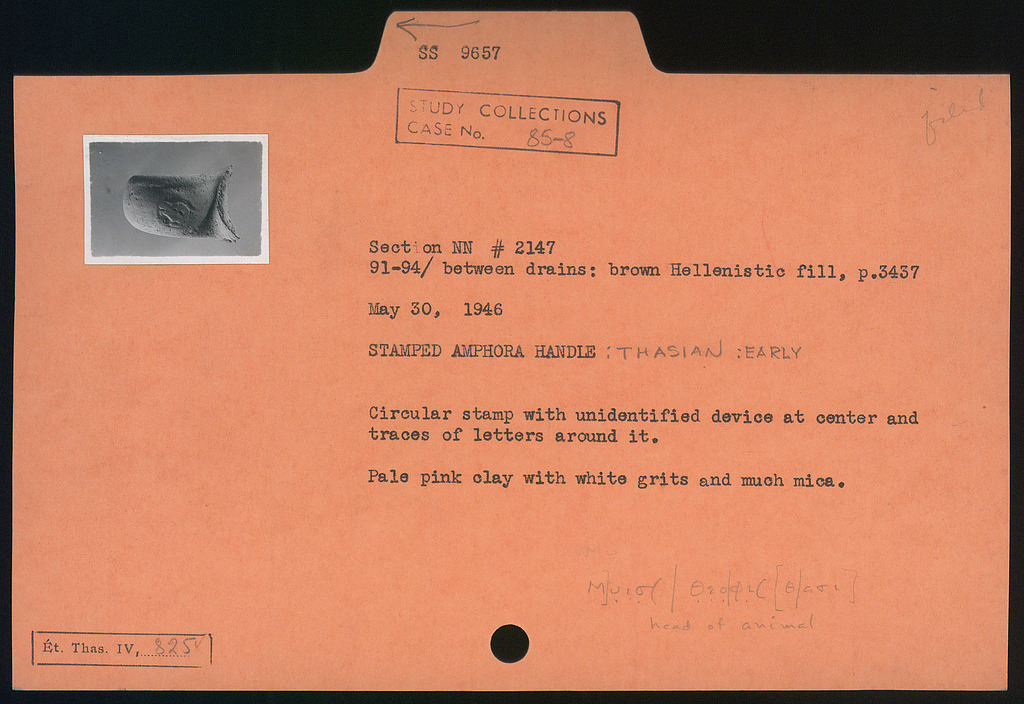 SS 9657
STUDY COLLECTIONS
CASE No. 85-8
Section NN # 2147
91-94/ between drains: brown Hellenistic fill, p.3437
May 30, 1946
STAMPED AMPHORA HANDLE : THASIAN : EARLY
Circular stamp with unidentified device at center and
traces of letters around it.
Pale pink clay with white grits and much mica.
head of animal
Ét. Thas. IV, 825